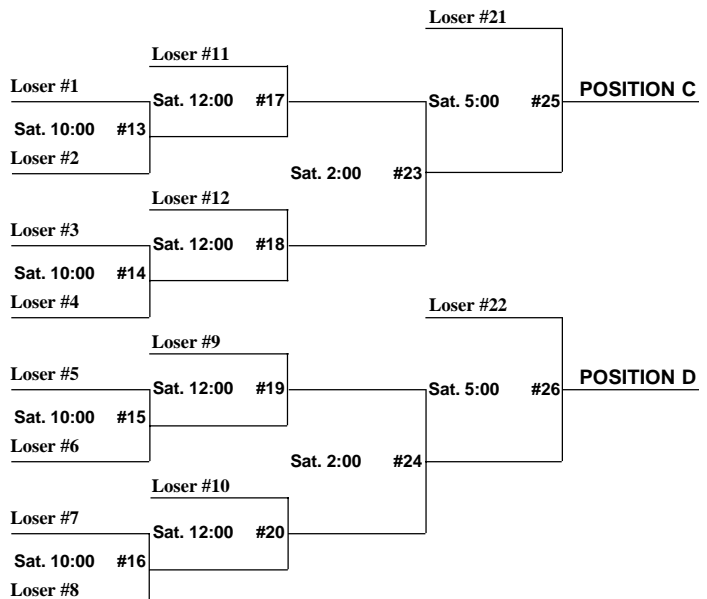 Loser #21
Loser #11
Loser #1
Sat. 12:00 #17
Sat. 5:00 #25
POSITION C
Sat. 10:00 #13
Loser #2
Sat. 2:00 #23
Loser #12
Loser #3
Sat. 12:00 #18
Sat. 10:00 #14
Loser #4
Loser #22
Loser #9
Loser #5
Sat. 12:00 #19
Sat. 5:00 #26
POSITION D
Sat. 10:00 #15
Loser #6
Sat. 2:00 #24
Loser #10
Loser #7
Sat. 12:00 #20
Sat. 10:00 #16
Loser #8